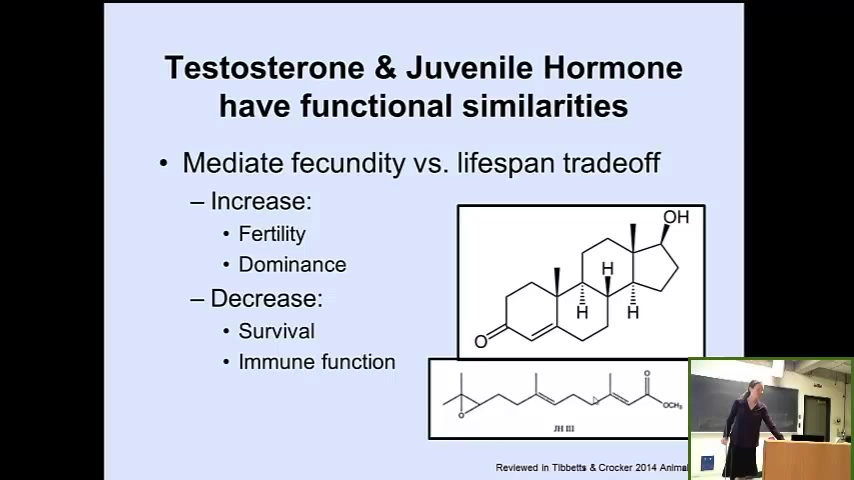 Testosterone & Juvenile Hormone
have functional similarities
• Mediate fecundity vs. lifespan tradeoff
– Increase:
• Fertility
• Dominance
– Decrease:
• Survival
• Immune function
OH
H
H
H
O
O
O
OCH₃
JH III
Reviewed in Tibbetts & Crocker 2014 Animal